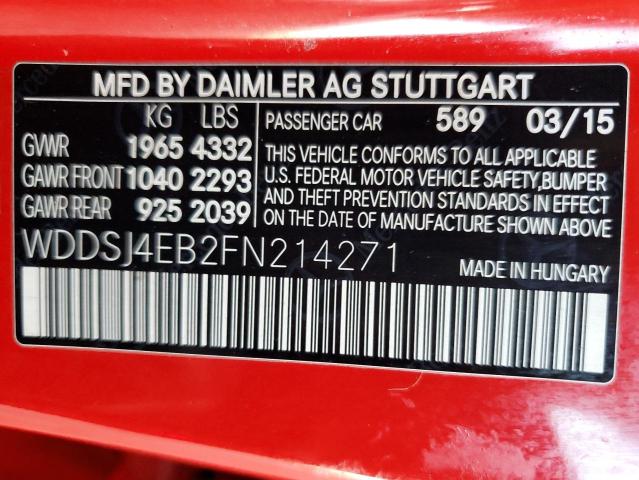 MFD BY DAIMLER AG STUTTGART
KG LBS
GVWR 1965 4332
GAWR FRONT 1040 2293
GAWR REAR 925 2039
PASSENGER CAR 589 03/15
THIS VEHICLE CONFORMS TO ALL APPLICABLE
U.S. FEDERAL MOTOR VEHICLE SAFETY,BUMPER
AND THEFT PREVENTION STANDARDS IN EFFECT
ON THE DATE OF MANUFACTURE SHOWN ABOVE
WDDSJ4EB2FN214271
MADE IN HUNGARY